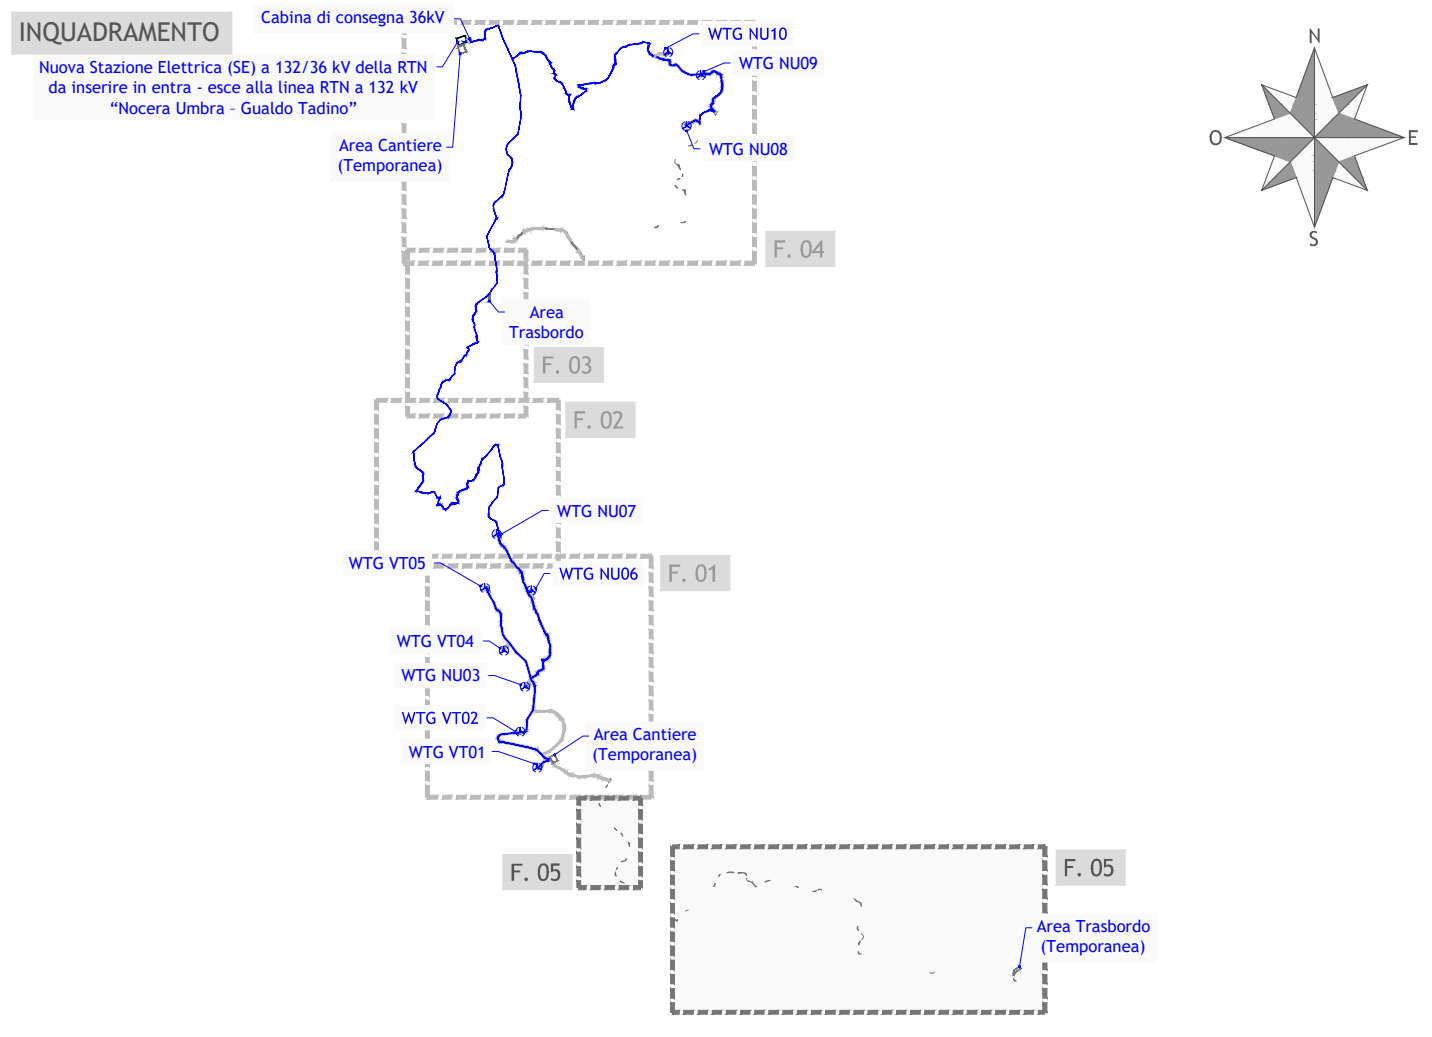 INQUADRAMENTO
Cabina di consegna 36kV
Nuova Stazione Elettrica (SE) a 132/36 kV della RTN
da inserire in entra - esce alla linea RTN a 132 kV
“Nocera Umbra – Gualdo Tadino”
Area Cantiere
(Temporanea)
WTG NU10
WTG NU09
WTG NU08
N
O
E
S
F. 04
Area
Trasbordo
F. 03
F. 02
WTG NU07
WTG VT05
WTG NU06
F. 01
WTG VT04
WTG NU03
WTG VT02
WTG VT01
Area Cantiere
(Temporanea)
F. 05
F. 05
Area Trasbordo
(Temporanea)